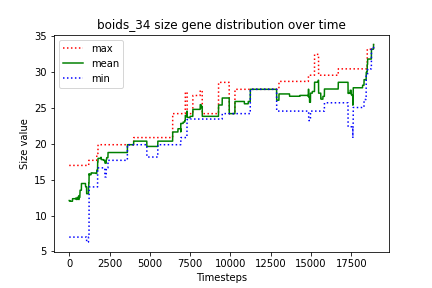 boids_34 size gene distribution over time
max
mean
min
35
30
25
20
15
10
5
Size value
0 2500 5000 7500 10000 12500 15000 17500
Timesteps